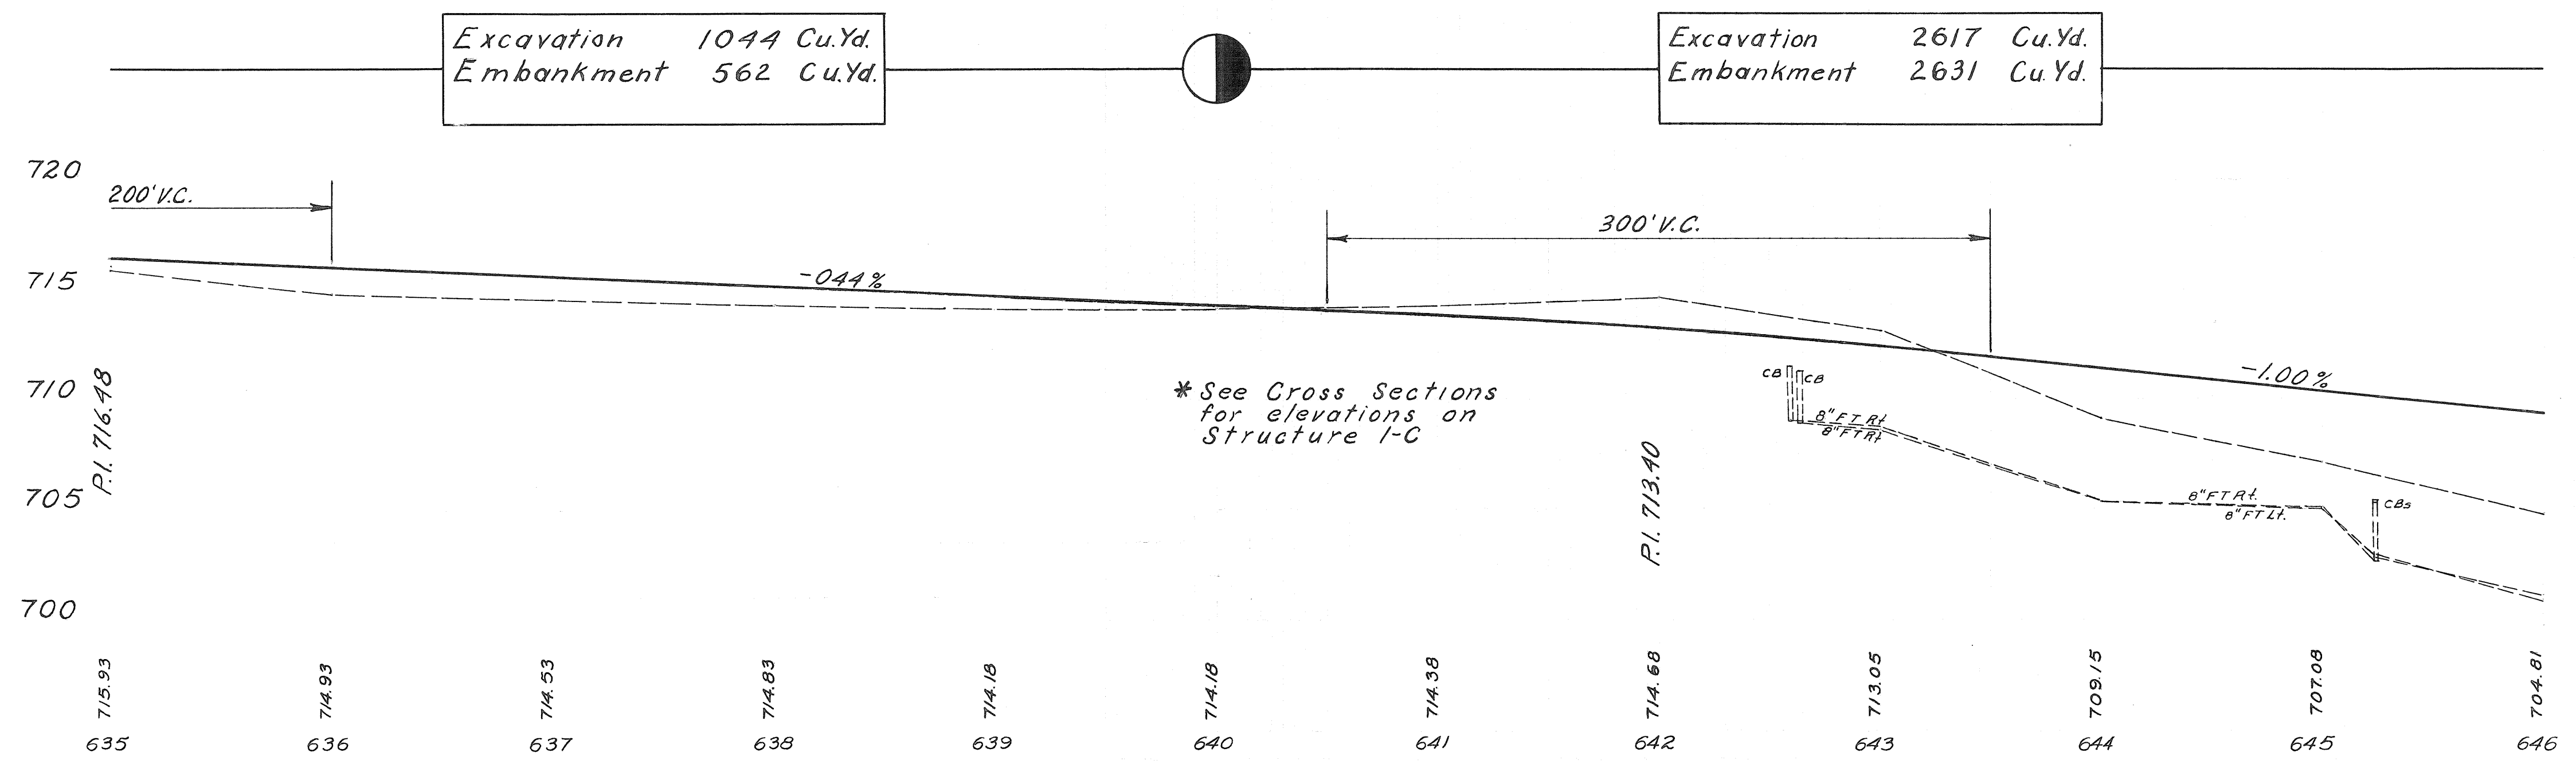 Excavation 1044 Cu.Yd.
Embankment 562 Cu.Yd.
Excavation 2617 Cu.Yd.
Embankment 2631 Cu.Yd.
720
200' V.C.
300' V.C.
715
-044%
710
P.I. 716.48
* See Cross Sections
for elevations on
Structure 1-C
CB
CB
-1.00%
8" FT Rt
8" FT Rt
P.I. 713.40
705
8" FT Rt.
8" FT Lt.
CBs
700
715.93 714.93 714.53 714.83 714.18 714.18 714.38 714.68 713.05 709.15 707.08 704.81
635 636 637 638 639 640 641 642 643 644 645 646